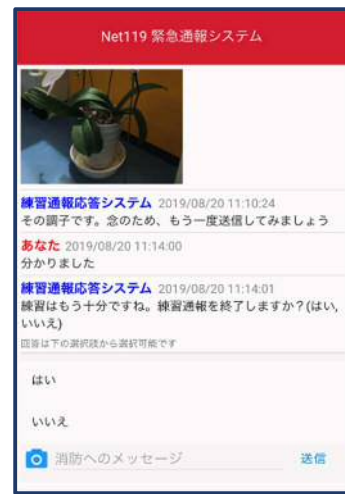 Net119 緊急通報システム
練習通報応答システム 2019/08/20 11:10:24
その調子です。念のため、もう一度送信してみましょう
あなた 2019/08/20 11:14:00
分かりました
練習通報応答システム 2019/08/20 11:14:01
練習はもう十分ですね。練習通報を終了しますか？(はい,
いいえ)
回答は下の選択肢から選択可能です
はい
いいえ
消防へのメッセージ 送信